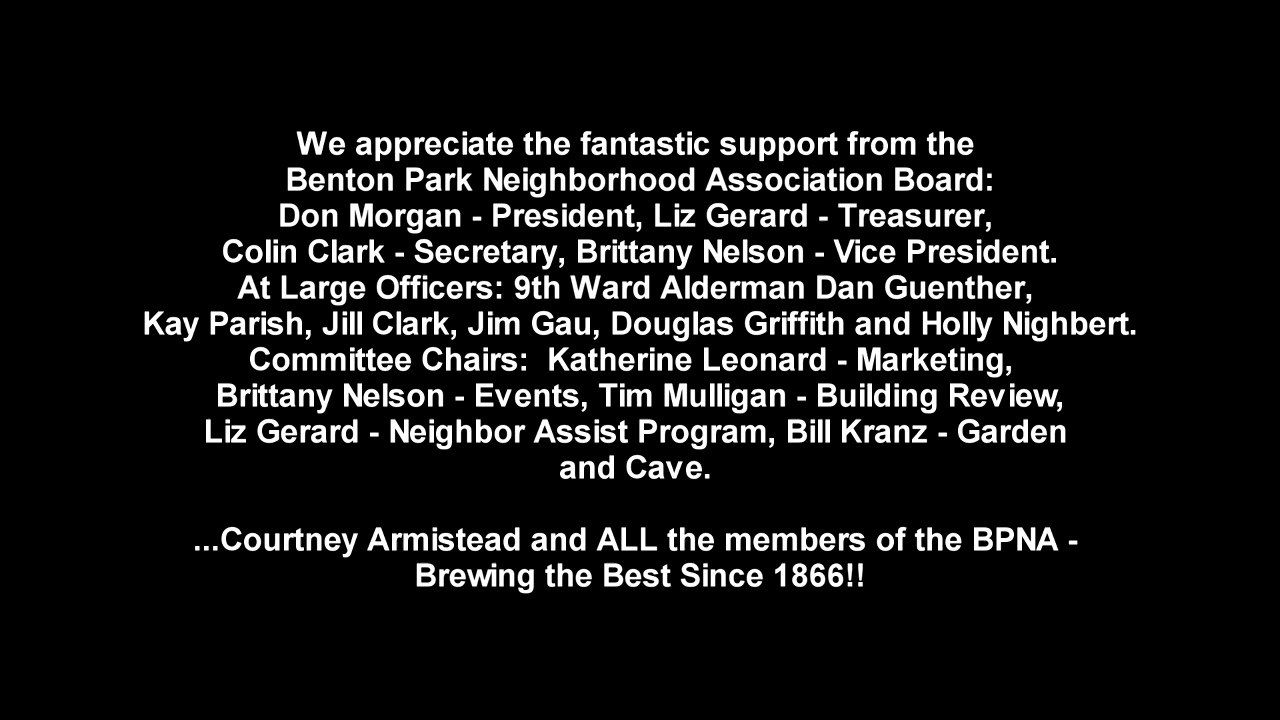 We appreciate the fantastic support from the
Benton Park Neighborhood Association Board:
Don Morgan - President, Liz Gerard - Treasurer,
Colin Clark - Secretary, Brittany Nelson - Vice President.
At Large Officers: 9th Ward Alderman Dan Guenther,
Kay Parish, Jill Clark, Jim Gau, Douglas Griffith and Holly Nighbert.
Committee Chairs:  Katherine Leonard - Marketing,
Brittany Nelson - Events, Tim Mulligan - Building Review,
Liz Gerard - Neighbor Assist Program, Bill Kranz - Garden
and Cave.
...Courtney Armistead and ALL the members of the BPNA -
Brewing the Best Since 1866!!